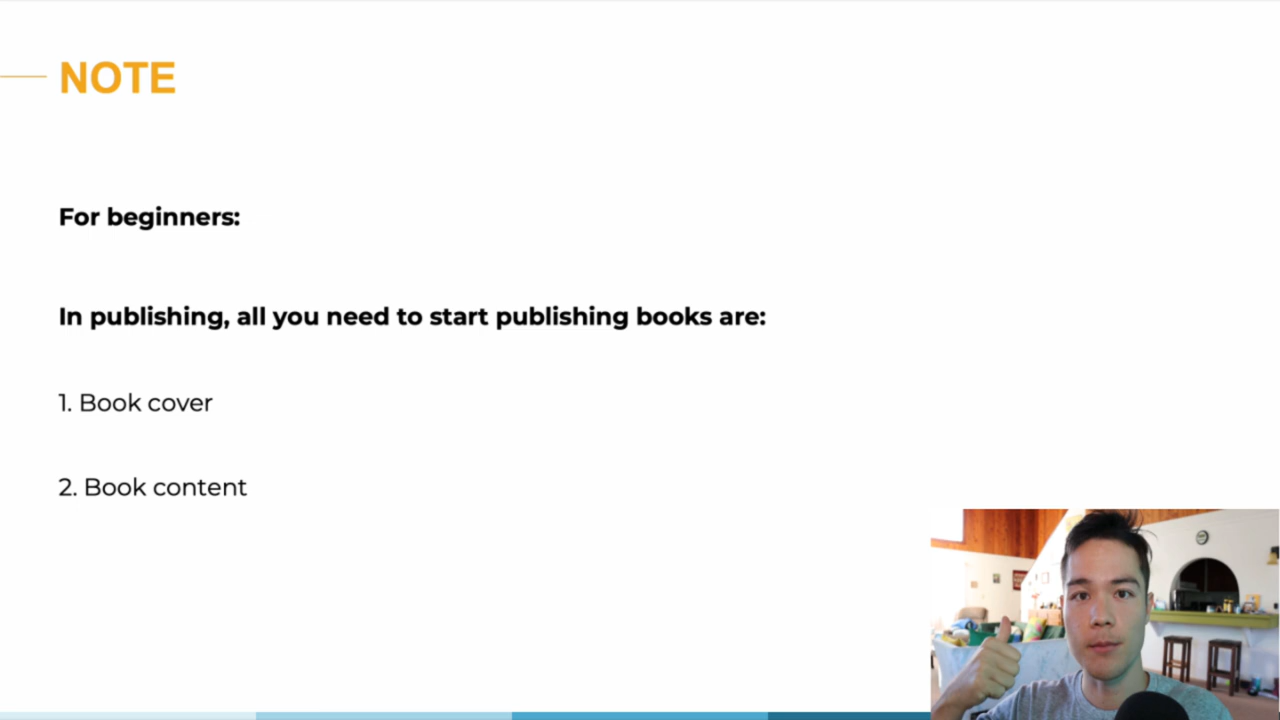 NOTE
For beginners:
In publishing, all you need to start publishing books are:
1. Book cover
2. Book content